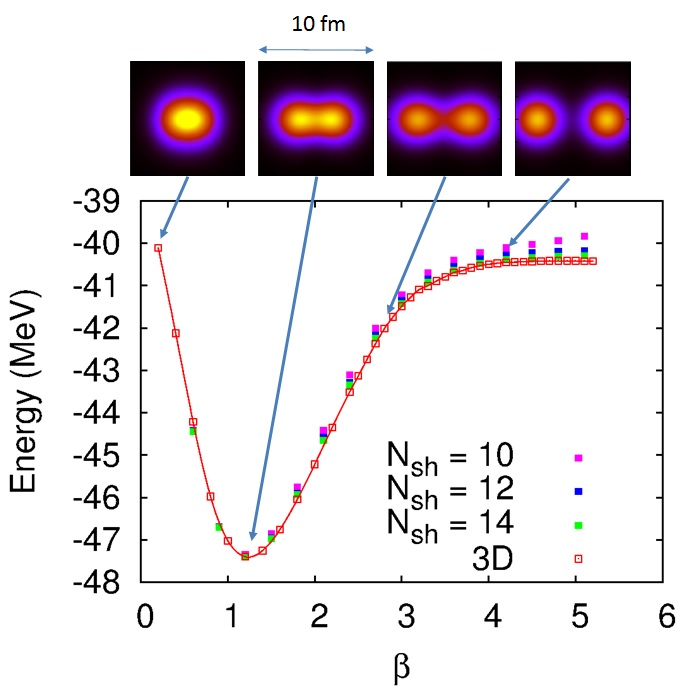 10 fm
-39
-40
-41
-42
-43
-44
-45
-46
-47
-48
Energy (MeV)
N_sh = 10
N_sh = 12
N_sh = 14
3D
0 1 2 3 4 5 6
β